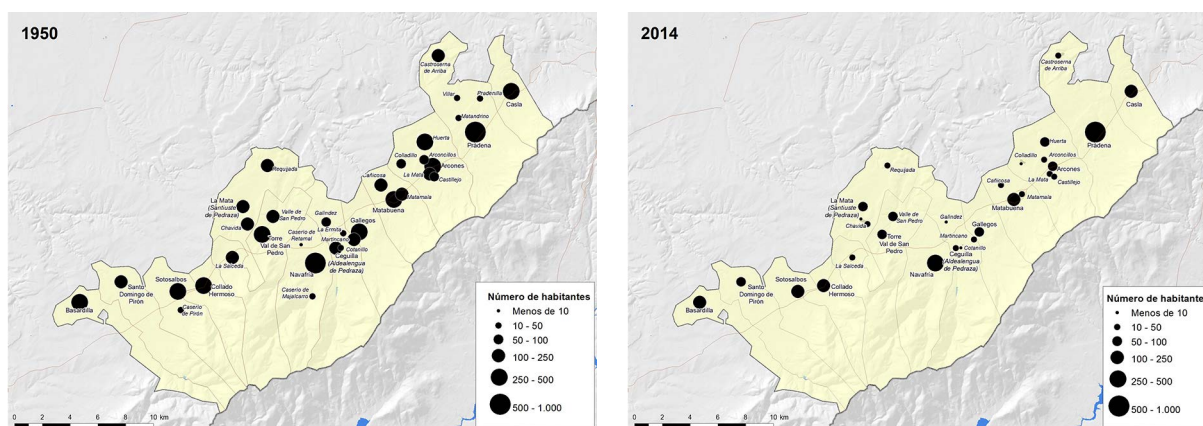 1950
Castroserna
de Arriba
Villar
Pradenilla
Casla
Matandrino
Prádena
Huerta
Colladillo
Arconcillos
Arcones
La Mata
Castillejo
Cañicosa
Matamala
Matabuena
Requijada
La Mata
(Santiuste
de Pedraza)
Valle de
San Pedro
Chavida
Torre
Val de San
Pedro
Galíndez
La Ermita
Gallegos
Caserío de
Retamal
Martincano
Cotanillo
Ceguilla
(Aldealengua
de Pedraza)
La Salceda
Navafría
Caserío de
Majalcarro
Sotosalbos
Collado
Hermoso
Santo
Domingo de
Pirón
Basardilla
Caserío
de Pirón
Número de habitantes
Menos de 10
10 - 50
50 - 100
100 - 250
250 - 500
500 - 1.000
0 2 4 6 8 10 km
2014
Castroserna
de Arriba
Casla
Prádena
Huerta
Colladillo
Arconcillos
Arcones
La Mata
Castillejo
Cañicosa
Matamala
Matabuena
Requijada
La Mata
(Santiuste
de Pedraza)
Valle de
San Pedro
Chavida
Torre
Val de San
Pedro
Galíndez
Gallegos
Martincano
Cotanillo
Ceguilla
(Aldealengua
de Pedraza)
La Salceda
Navafría
Sotosalbos
Collado
Hermoso
Santo
Domingo de
Pirón
Basardilla
Número de habitantes
Menos de 10
10 - 50
50 - 100
100 - 250
250 - 500
500 - 1.000
0 2 4 6 8 10 km